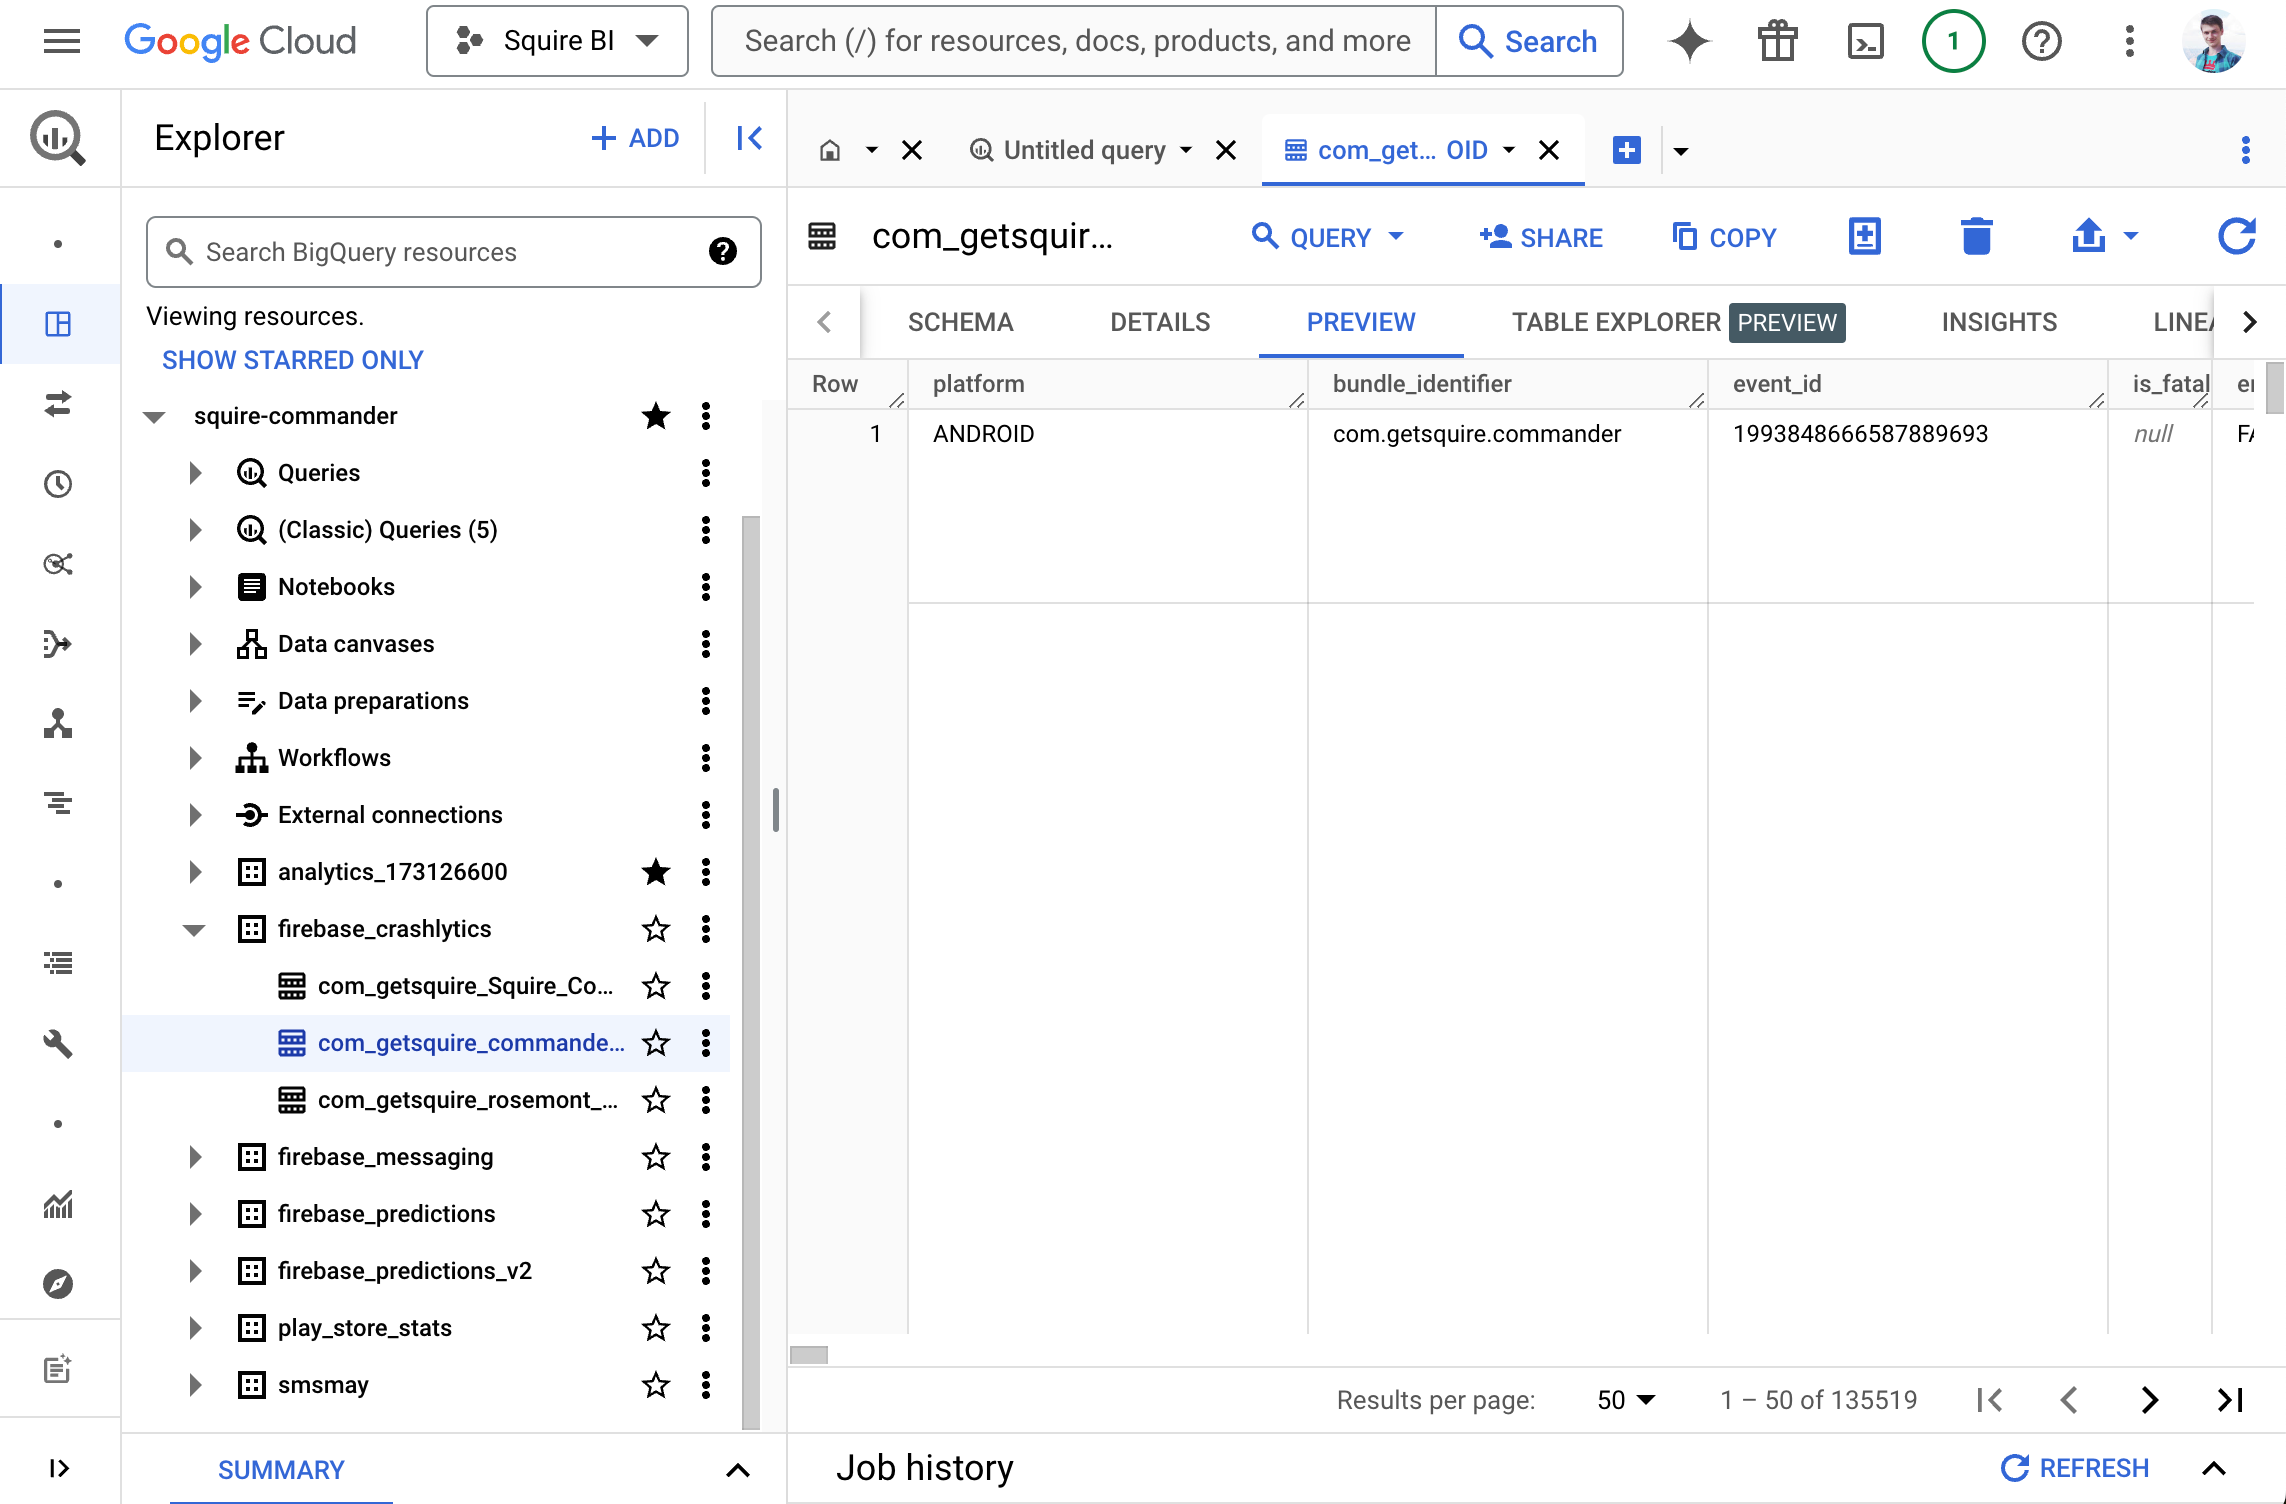 Google Cloud
Squire BI
Search (/) for resources, docs, products, and more
Search
1
Explorer
ADD
Untitled query
com_get... OID
Search BigQuery resources
com_getsquir...
QUERY
SHARE
COPY
Viewing resources.
SHOW STARRED ONLY
SCHEMA
DETAILS
PREVIEW
TABLE EXPLORER
PREVIEW
INSIGHTS
LINEA
squire-commander
Queries
(Classic) Queries (5)
Notebooks
Data canvases
Data preparations
Workflows
External connections
analytics_173126600
firebase_crashlytics
com_getsquire_Squire_Co...
com_getsquire_commande...
com_getsquire_rosemont_...
firebase_messaging
firebase_predictions
firebase_predictions_v2
play_store_stats
smsmay
SUMMARY
Row platform bundle_identifier event_id is_fatal
1 ANDROID com.getsquire.commander 1993848666587889693 null
Results per page: 50 1 – 50 of 135519
Job history
REFRESH